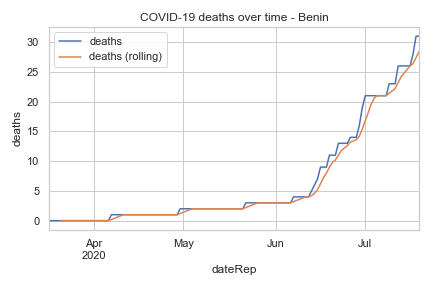 COVID-19 deaths over time - Benin
deaths
deaths (rolling)
30
25
20
15
10
5
0
deaths
Apr
2020
May
Jun
Jul
dateRep